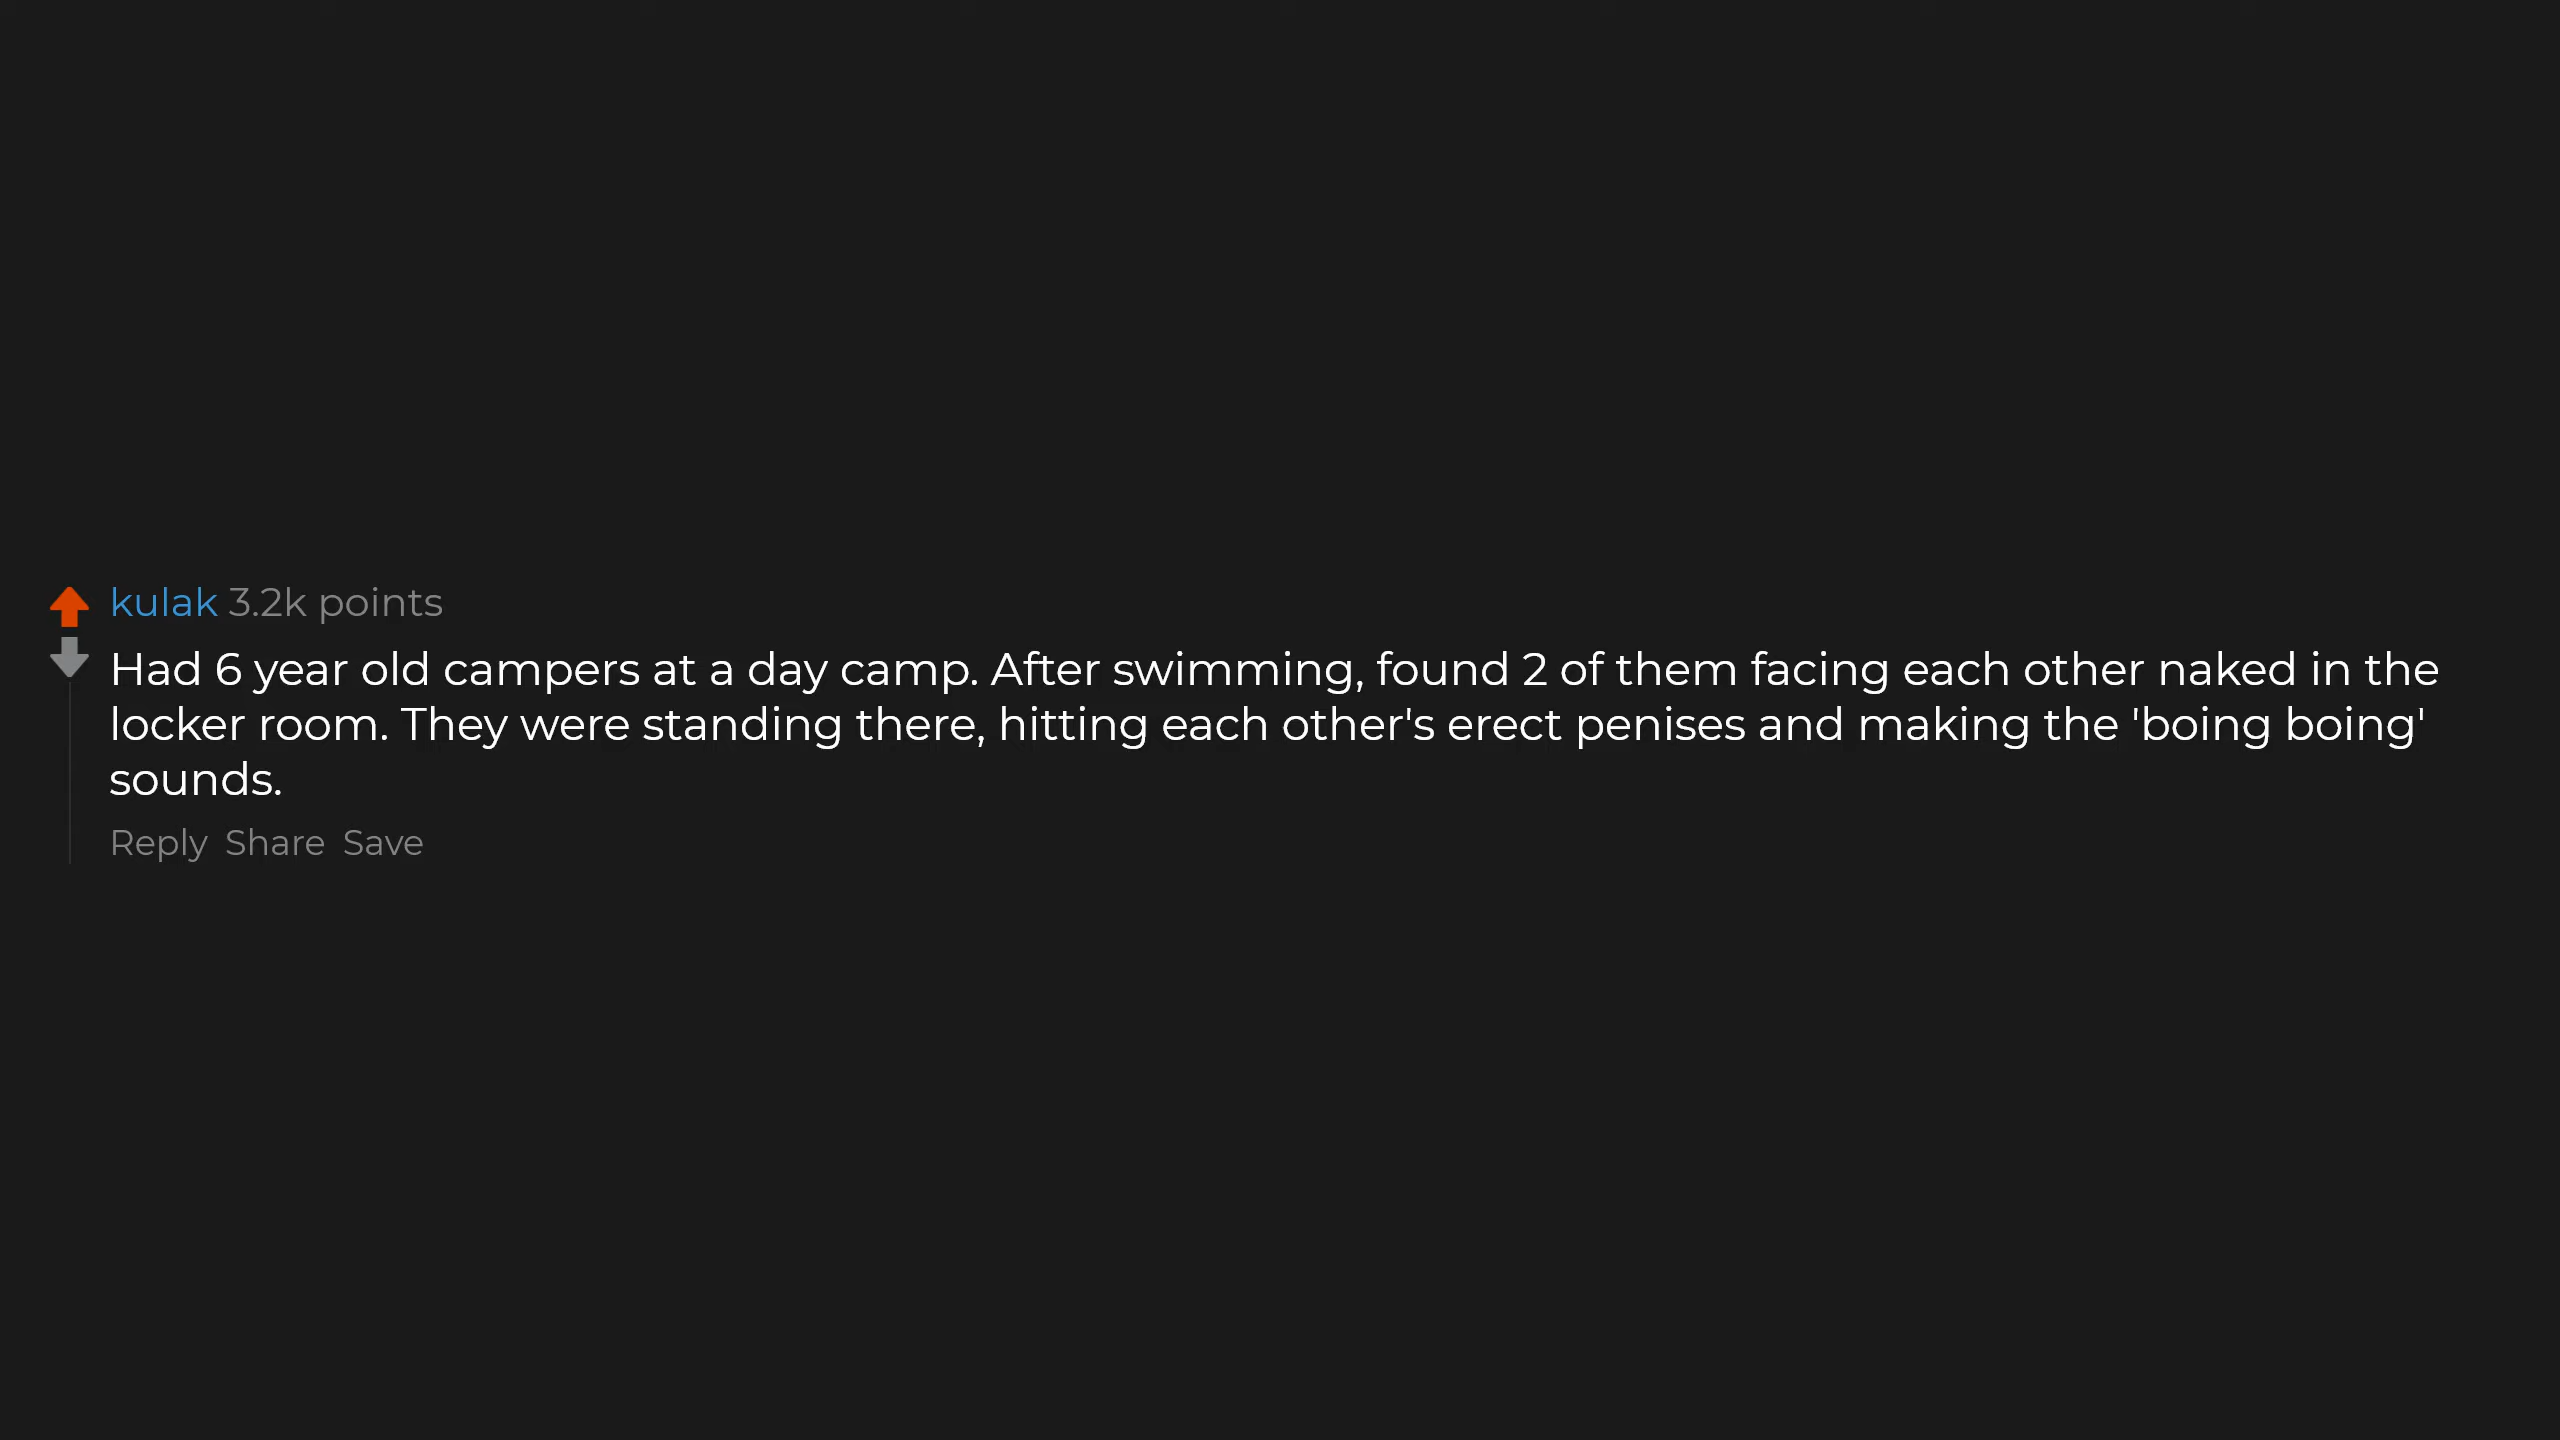 kulak 3.2k points
Had 6 year old campers at a day camp. After swimming, found 2 of them facing each other naked in the
locker room. They were standing there, hitting each other's erect penises and making the 'boing boing'
sounds.
Reply Share Save